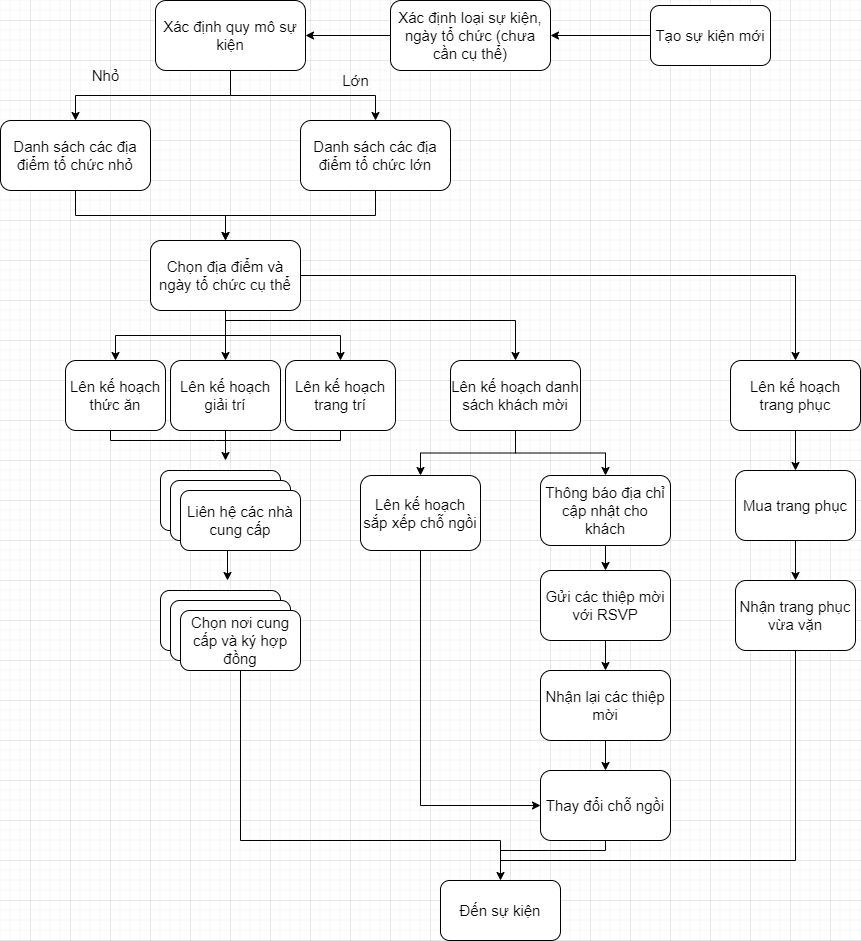 Xác định quy mô sự
kiện
Xác định loại sự kiện,
ngày tổ chức (chưa
cần cụ thể)
Tạo sự kiện mới
Nhỏ
Lớn
Danh sách các địa
điểm tổ chức nhỏ
Danh sách các địa
điểm tổ chức lớn
Chọn địa điểm và
ngày tổ chức cụ thể
Lên kế hoạch
thức ăn
Lên kế hoạch
giải trí
Lên kế hoạch
trang trí
Lên kế hoạch danh
sách khách mời
Lên kế hoạch
trang phục
Liên hệ các nhà
cung cấp
Lên kế hoạch
sắp xếp chỗ ngồi
Thông báo địa chỉ
cập nhật cho
khách
Mua trang phục
Gửi các thiệp mời
với RSVP
Nhận trang phục
vừa vặn
Chọn nơi cung
cấp và ký hợp
đồng
Nhận lại các thiệp
mời
Thay đổi chỗ ngồi
Đến sự kiện